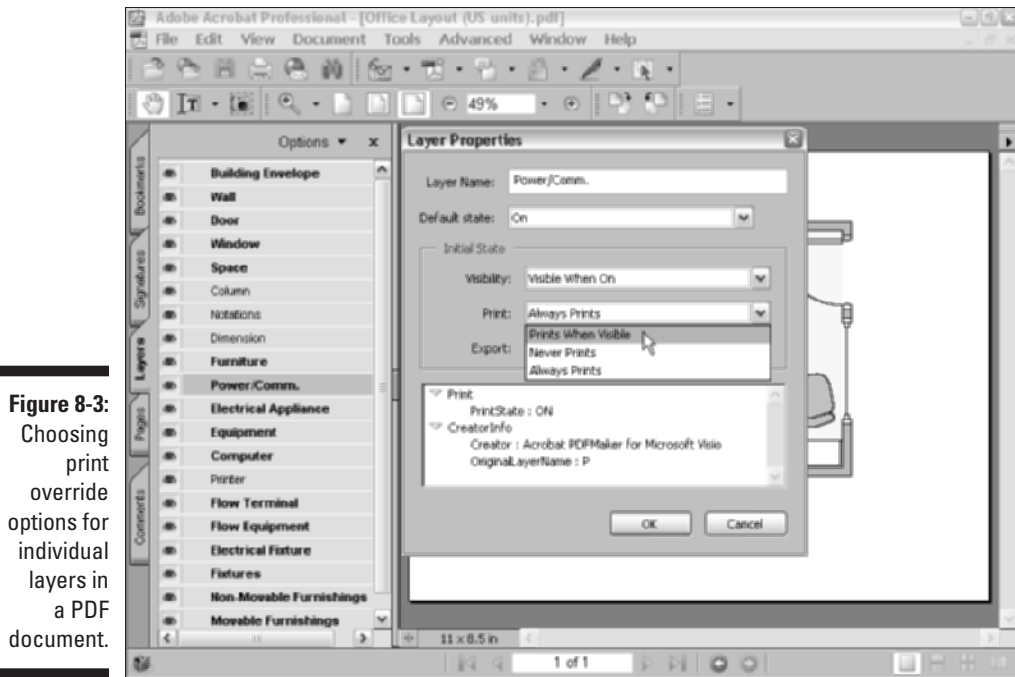 Adobe Acrobat Professional - [Office Layout (US units).pdf]
File Edit View Document Tools Advanced Window Help
49%
Options
Layer Properties
Bookmarks
Signatures
Layers
Pages
Comments
Building Envelope
Wall
Door
Window
Space
Column
Notations
Dimension
Furniture
Power/Comm.
Electrical Appliance
Equipment
Computer
Printer
Flow Terminal
Flow Equipment
Electrical Fixture
Fixtures
Non-Movable Furnishings
Movable Furnishings
Layer Name: Power/Comm.
Default state: On
Initial State
Visibility: Visible When On
Print: Always Prints
Prints When Visible
Never Prints
Always Prints
Export:
Print
PrintState : ON
CreatorInfo
Creator : Acrobat PDFMaker for Microsoft Visio
OriginalLayerName : P
OK Cancel
11 x 8.5 in
1 of 1
Figure 8-3:
Choosing
print
override
options for
individual
layers in
a PDF
document.